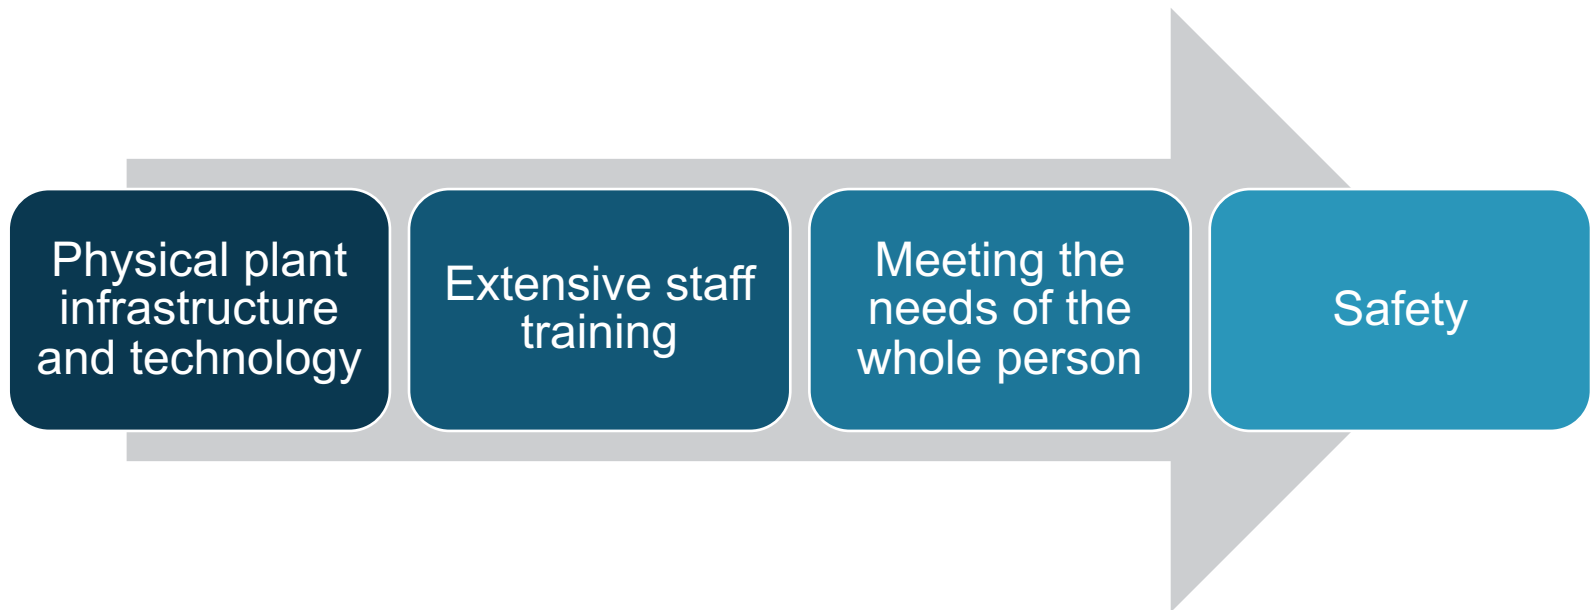 Physical plant
infrastructure
and technology
Extensive staff
training
Meeting the
needs of the
whole person
Safety